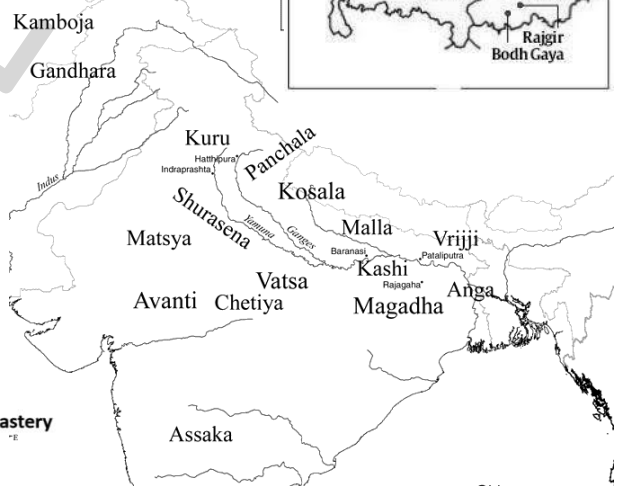 Kamboja
Rajgir
Bodh Gaya
Gandhara
Kuru
Panchala
Hatthipura
Indraprashta
Indus
Kosala
Shurasena
Yamuna
Ganges
Malla
Matsya
Vrijji
Baranasi
Pataliputra
Kashi
Vatsa
Rajagaha
Anga
Avanti
Chetiya
Magadha
astery
"E
Assaka